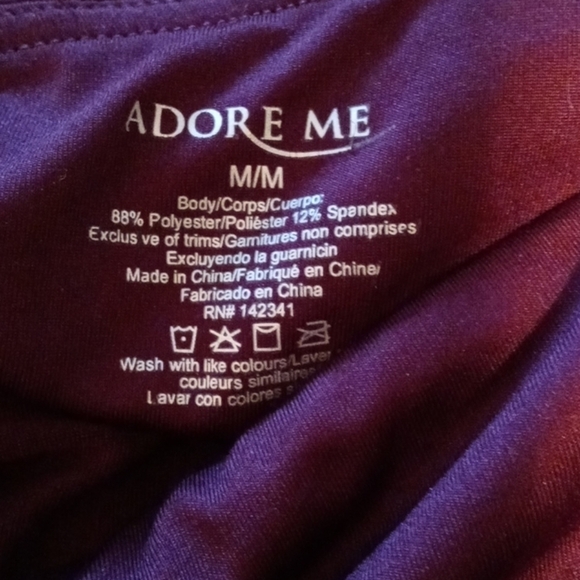 ADORE ME
M/M
Body/Corps/Cuerpo:
88% Polyester/Poliéster 12% Spandex
Exclus ve of trims/Garnitures non comprises
Excluyendo la guarnicin
Made in China/Fabriqué en Chine/
Fabricado en China
RN# 142341
Wash with like colours/Laver
couleurs similaires
Lavar con colores s